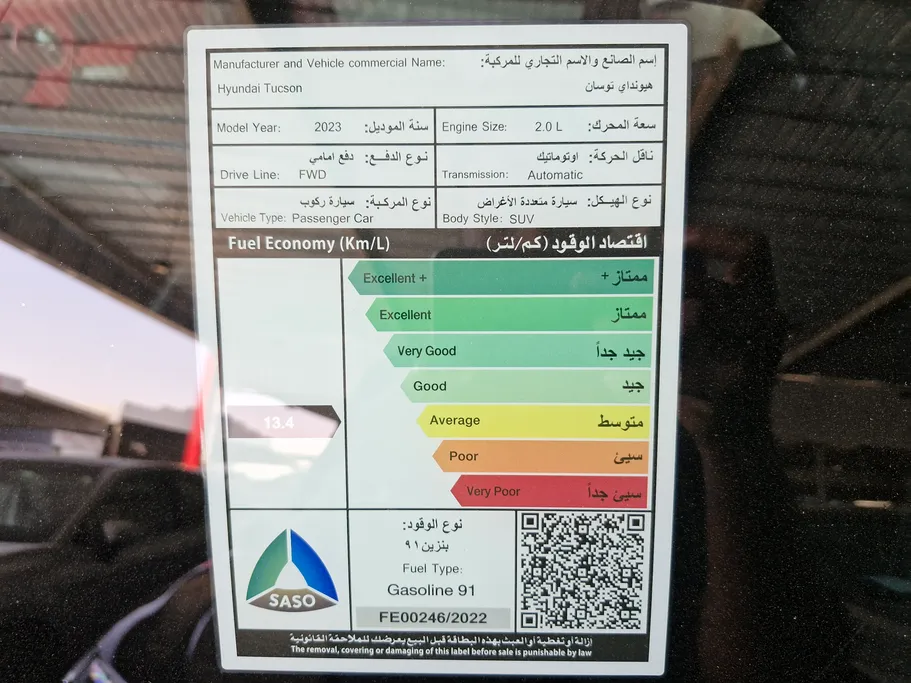 Manufacturer and Vehicle commercial Name: إسم الصانع والاسم التجاري للمركبة:
Hyundai Tucson هيونداي توسان
Model Year: 2023 سنة الموديل:
Engine Size: 2.0 L سعة المحرك:
نوع الدفـــع: دفع امامي
Drive Line: FWD
ناقل الحركة: اوتوماتيك
Transmission: Automatic
نوع المركبة: سيارة ركوب
Vehicle Type: Passenger Car
نوع الهيـــكل: سيارة متعددة الأغراض
Body Style: SUV
Fuel Economy (Km/L) اقتصاد الوقود (كم/لتر)
Excellent + ممتاز +
Excellent ممتاز
Very Good جيد جداً
Good جيد
13.4
Average متوسط
Poor سيئ
Very Poor سيئ جداً
SASO
نوع الوقود:
بنزين ٩١
Fuel Type:
Gasoline 91
FE00246/2022
إزالة أو تغطية أو العبث بهذه البطاقة قبل البيع يعرضك للملاحقة القانونية
The removal, covering or damaging of this label before sale is punishable by law